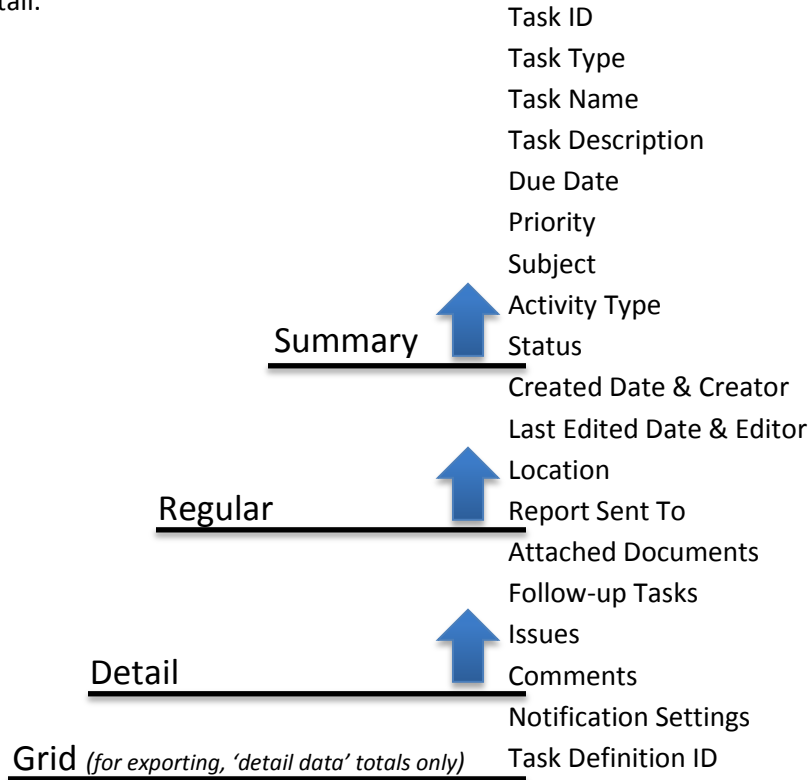 Task ID
Task Type
Task Name
Task Description
Due Date
Priority
Subject
Activity Type
Summary Status
Created Date & Creator
Last Edited Date & Editor
Location
Regular Report Sent To
Attached Documents
Follow-up Tasks
Issues
Detail Comments
Notification Settings
Grid (for exporting, ‘detail data’ totals only) Task Definition ID